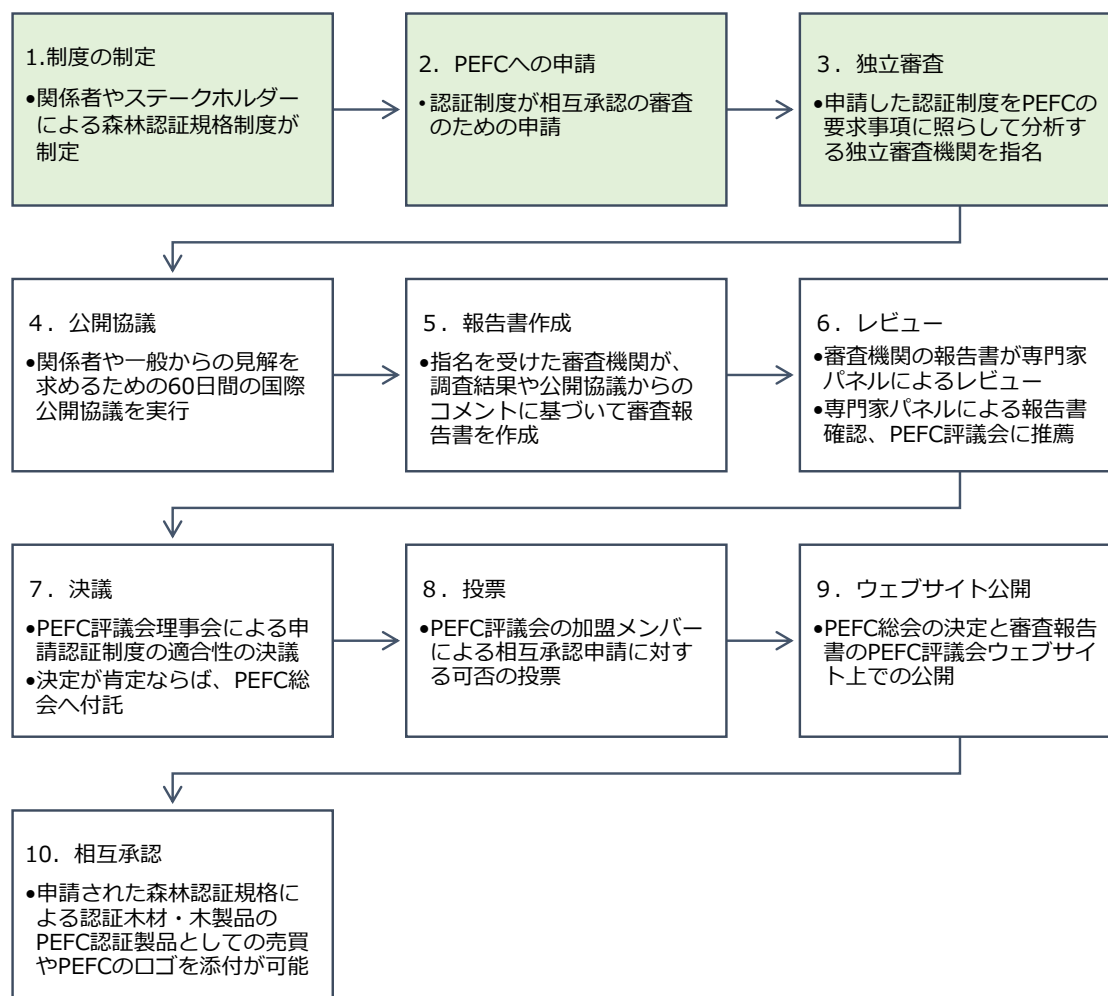 1.制度の制定
•関係者やステークホルダー
による森林認証規格制度が
制定
2．PEFCへの申請
•認証制度が相互承認の審査
のための申請
3．独立審査
•申請した認証制度をPEFCの
要求事項に照らして分析す
る独立審査機関を指名
4．公開協議
•関係者や一般からの見解を
求めるための60日間の国際
公開協議を実行
5．報告書作成
•指名を受けた審査機関が、
調査結果や公開協議からの
コメントに基づいて審査報
告書を作成
6．レビュー
•審査機関の報告書が専門家
パネルによるレビュー
•専門家パネルによる報告書
確認、PEFC評議会に推薦
7．決議
•PEFC評議会理事会による申
請認証制度の適合性の決議
•決定が肯定ならば、PEFC総
会へ付託
8．投票
•PEFC評議会の加盟メンバー
による相互承認申請に対す
る可否の投票
9．ウェブサイト公開
•PEFC総会の決定と審査報告
書のPEFC評議会ウェブサイ
ト上での公開
10．相互承認
•申請された森林認証規格に
よる認証木材・木製品の
PEFC認証製品としての売買
やPEFCのロゴを添付が可能